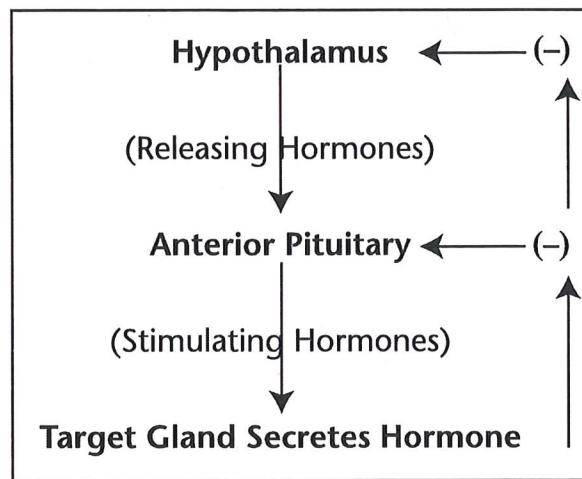 Hypothalamus (–)
(Releasing Hormones)
Anterior Pituitary (–)
(Stimulating Hormones)
Target Gland Secretes Hormone